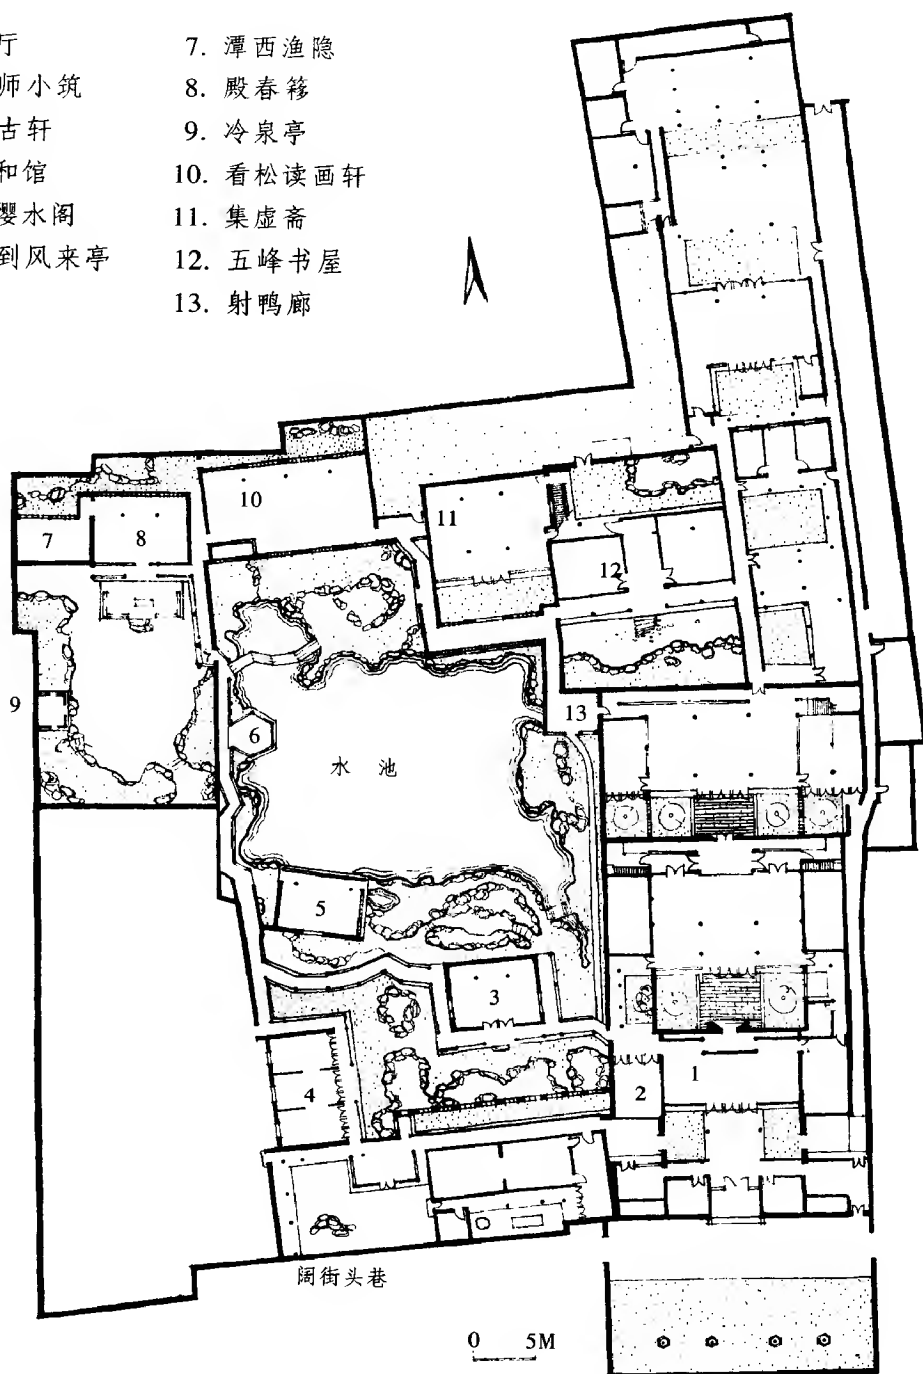 厅
师小筑
古轩
和馆
缨水阁
到风来亭
7. 潭西渔隐
8. 殿春簃
9. 冷泉亭
10. 看松读画轩
11. 集虚斋
12. 五峰书屋
13. 射鸭廊
10
11
7
8
12
9
13
6
水 池
5
3
1
4
2
阔街头巷
0 5M